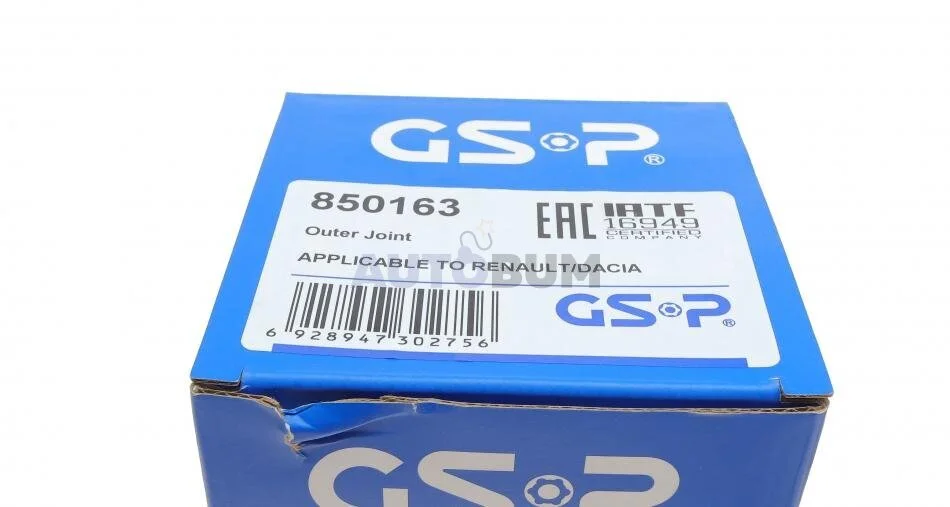 GSP®
850163
Outer Joint
EAC IATF
16949
CERTIFIED
COMPANY
APPLICABLE TO RENAULT/DACIA
AUTOBUM
GSP®
6 928947 302756
GSP